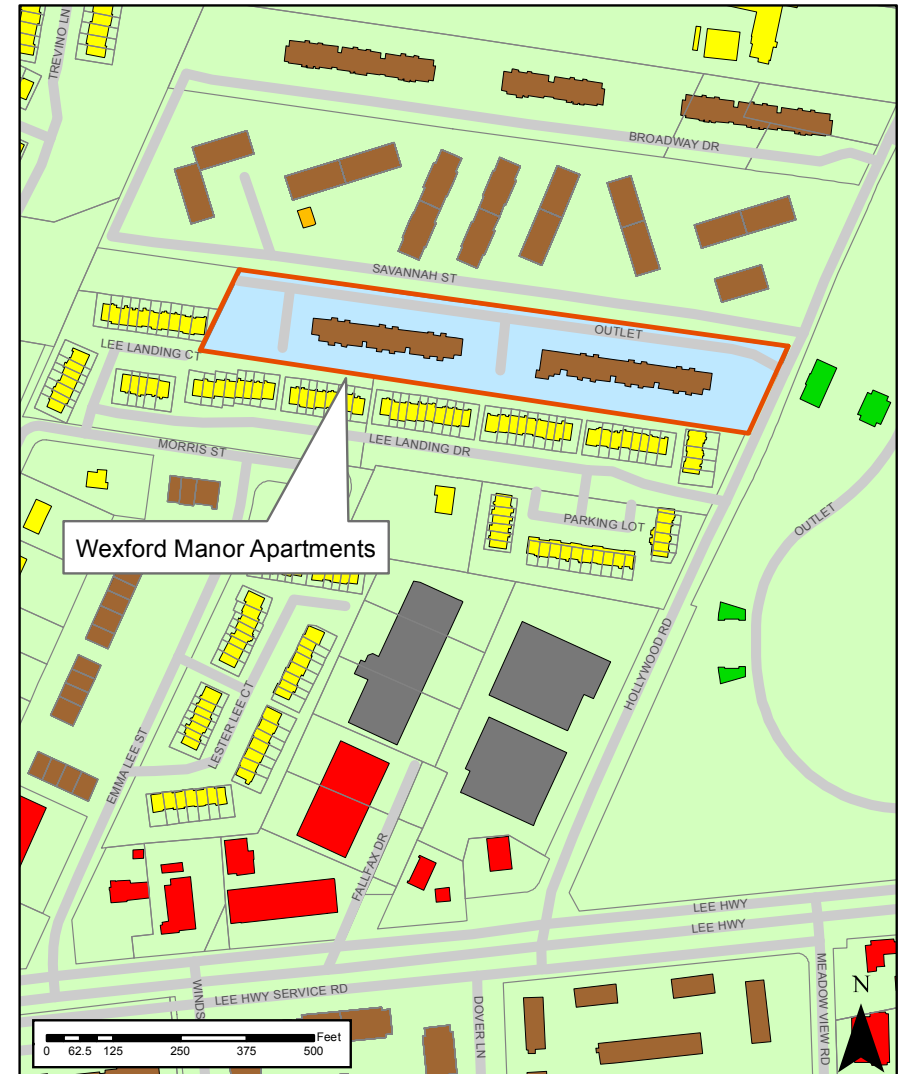 TREVINO LN
BROADWAY DR
SAVANNAH ST
OUTLET
LEE LANDING CT
LEE LANDING DR
MORRIS ST
PARKING LOT
OUTLET
Wexford Manor Apartments
HOLLYWOOD RD
LESTER LEE CT
EMMA LEE ST
FALLFAX DR
LEE HWY
LEE HWY
LEE HWY SERVICE RD
WINDS
DOVER LN
MEADOW VIEW RD
N
Feet
0 62.5 125 250 375 500